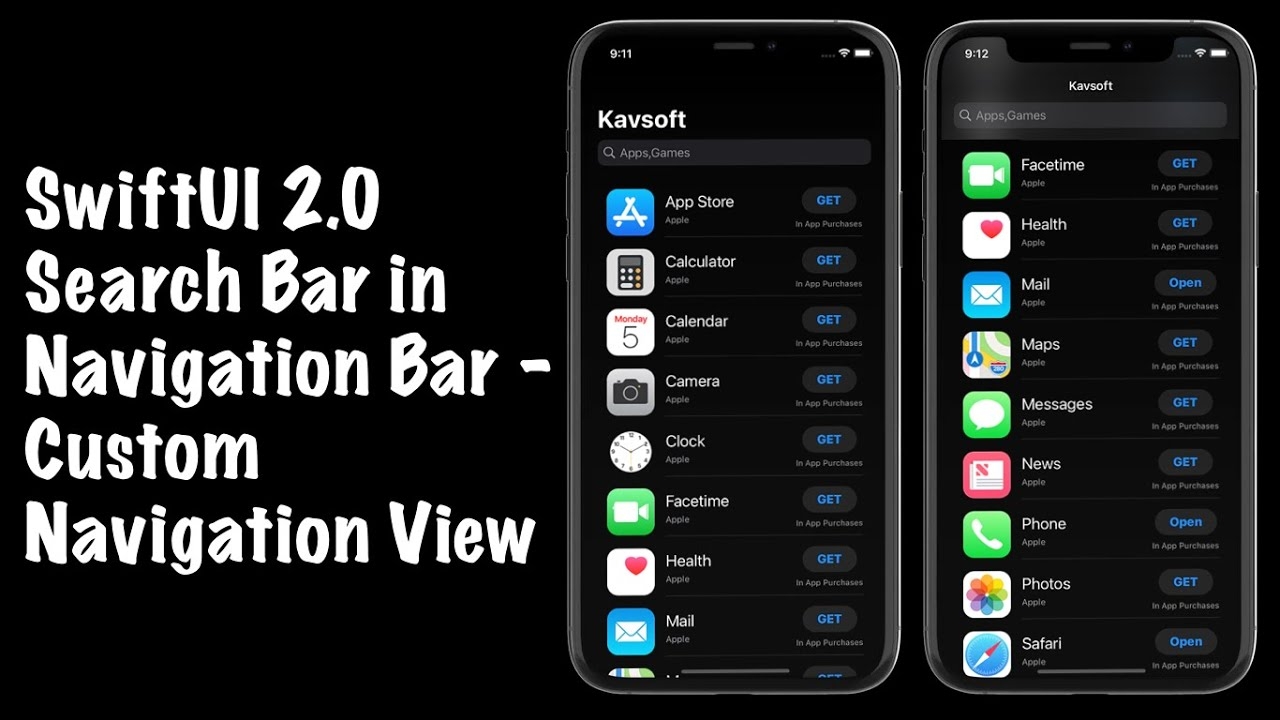 SwiftUI 2.0
Search Bar in
Navigation Bar -
Custom
Navigation View
9:11
Kavsoft
Apps,Games
App Store
GET
Apple
In App Purchases
Calculator
GET
Apple
In App Purchases
Monday
5
Calendar
GET
Apple
In App Purchases
Camera
GET
Apple
In App Purchases
Clock
GET
Apple
In App Purchases
Facetime
GET
Apple
In App Purchases
Health
GET
Apple
In App Purchases
Mail
GET
Apple
In App Purchases
9:12
Kavsoft
Apps,Games
Facetime
GET
Apple
In App Purchases
Health
GET
Apple
In App Purchases
Mail
Open
Apple
In App Purchases
280
Maps
GET
Apple
In App Purchases
Messages
GET
Apple
In App Purchases
News
GET
Apple
In App Purchases
Phone
Open
Apple
In App Purchases
Photos
GET
Apple
In App Purchases
Safari
Open
Apple
In App Purchases